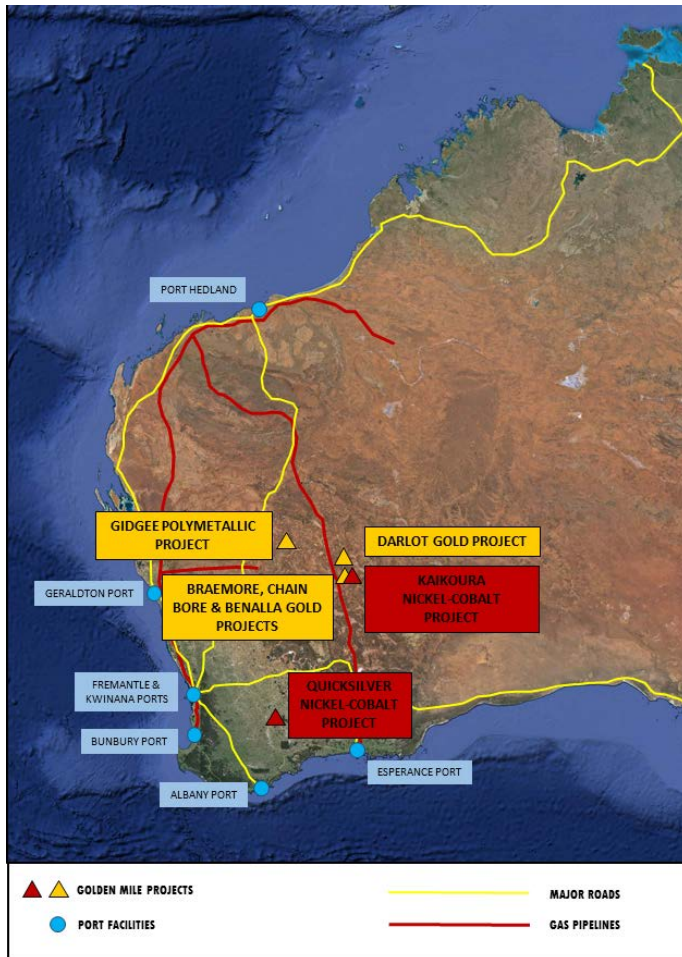 PORT HEDLAND
GIDGEE POLYMETALLIC
PROJECT
DARLOT GOLD PROJECT
GERALDTON PORT
BRAEMORE, CHAIN
BORE & BENALLA GOLD
PROJECTS
KAIKOURA
NICKEL-COBALT
PROJECT
FREMANTLE &
KWINANA PORTS
QUICKSILVER
NICKEL-COBALT
PROJECT
BUNBURY PORT
ESPERANCE PORT
ALBANY PORT
GOLDEN MILE PROJECTS
MAJOR ROADS
PORT FACILITIES
GAS PIPELINES